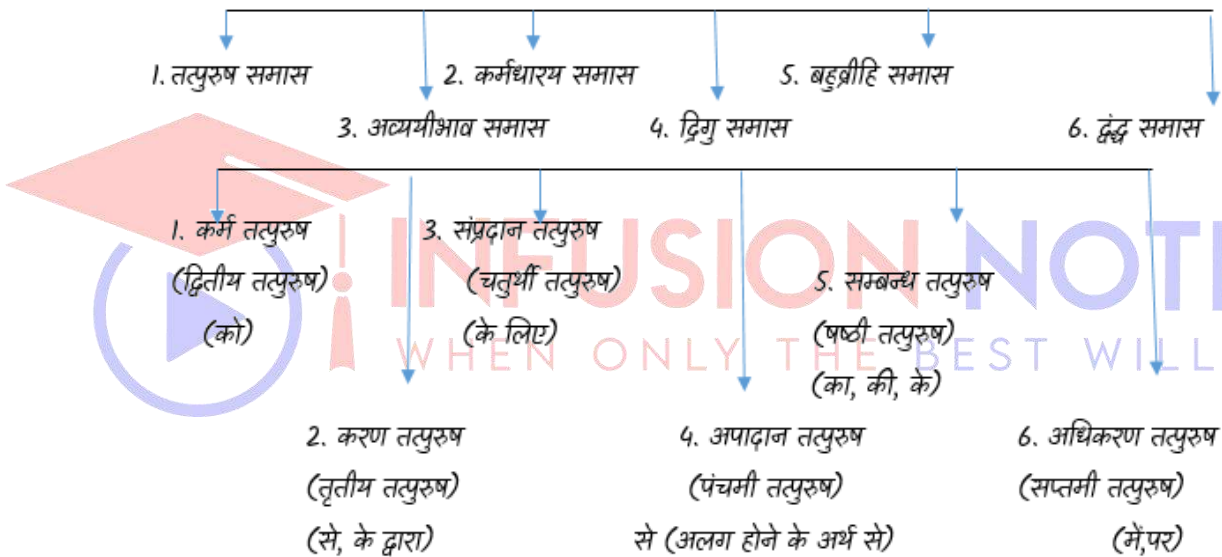 1. तत्पुरुष समास 2. कर्मधारय समास 5. बहुब्रीहि समास
3. अव्ययीभाव समास 4. द्रिगु समास 6. द्वंद्ध समास
1. कर्म तत्पुरुष 3. संप्रदान तत्पुरुष
(द्वितीय तत्पुरुष) (चतुर्थी तत्पुरुष) 5. सम्बन्ध तत्पुरुष
(को) (के लिए) (षष्ठी तत्पुरुष)
(का, की, के)
2. करण तत्पुरुष 4. अपादान तत्पुरुष 6. अधिकरण तत्पुरुष
(तृतीय तत्पुरुष) (पंचमी तत्पुरुष) (सप्तमी तत्पुरुष)
(से, के द्वारा) से (अलग होने के अर्थ से) (में,पर)
INFUSION NOTE
WHEN ONLY THE BEST WILL